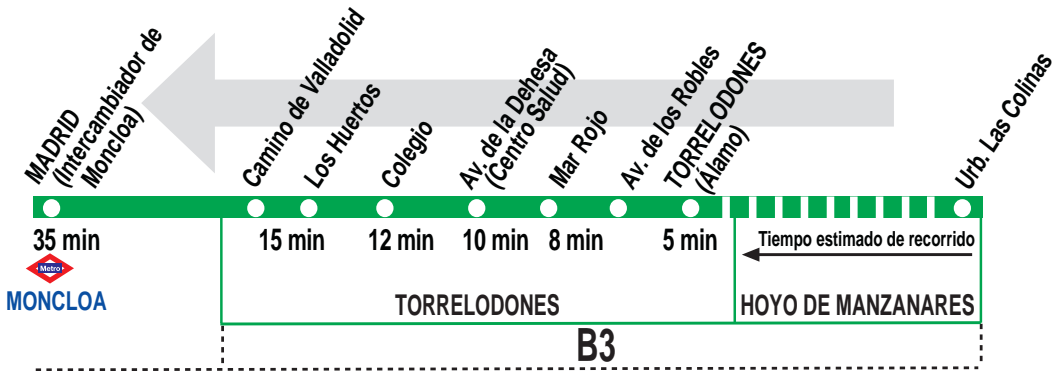 MADRID
(Intercambiador de
Moncloa)
Camino de Valladolid
Los Huertos
Colegio
Av. de la Dehesa
(Centro Salud)
Mar Rojo
Av. de los Robles
TORRELODONES
(Álamo)
Urb. Las Colinas
35 min
15 min
12 min
10 min
8 min
5 min
Tiempo estimado de recorrido
Metro
MONCLOA
TORRELODONES
HOYO DE MANZANARES
B3